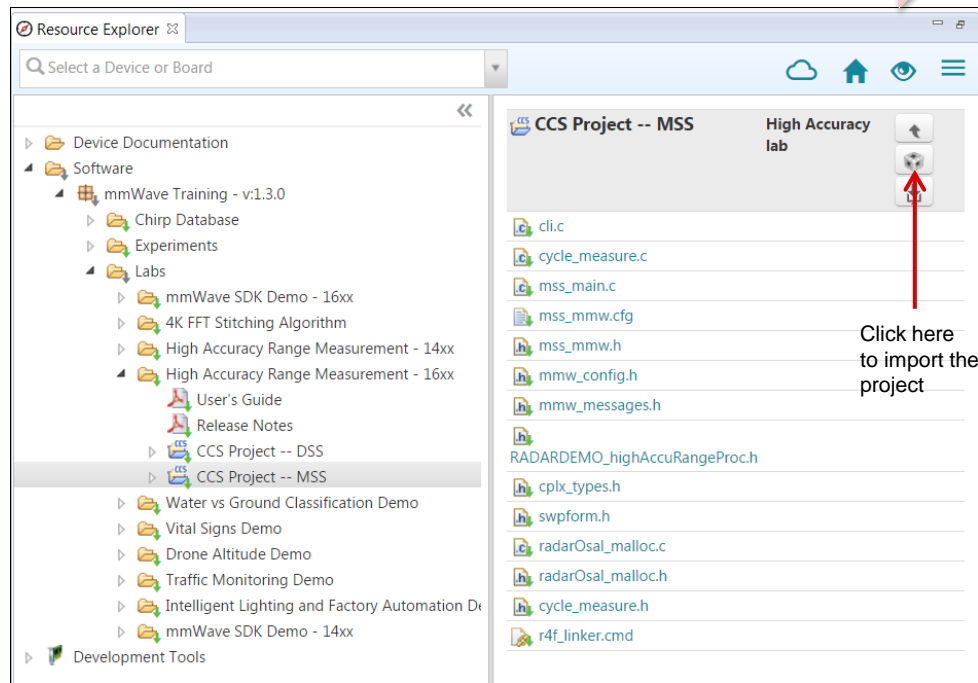 Resource Explorer
Select a Device or Board
Device Documentation
Software
mmWave Training - v:1.3.0
Chirp Database
Experiments
Labs
mmWave SDK Demo - 16xx
4K FFT Stitching Algorithm
High Accuracy Range Measurement - 14xx
High Accuracy Range Measurement - 16xx
User's Guide
Release Notes
CCS Project -- DSS
CCS Project -- MSS
Water vs Ground Classification Demo
Vital Signs Demo
Drone Altitude Demo
Traffic Monitoring Demo
Intelligent Lighting and Factory Automation De
mmWave SDK Demo - 14xx
Development Tools
CCS Project -- MSS
High Accuracy
lab
cli.c
cycle_measure.c
mss_main.c
mss_mmw.cfg
mss_mmw.h
mmw_config.h
mmw_messages.h
RADARDEMO_highAccuRangeProc.h
cplx_types.h
swpform.h
radarOsal_malloc.c
radarOsal_malloc.h
cycle_measure.h
r4f_linker.cmd
Click here
to import the
project